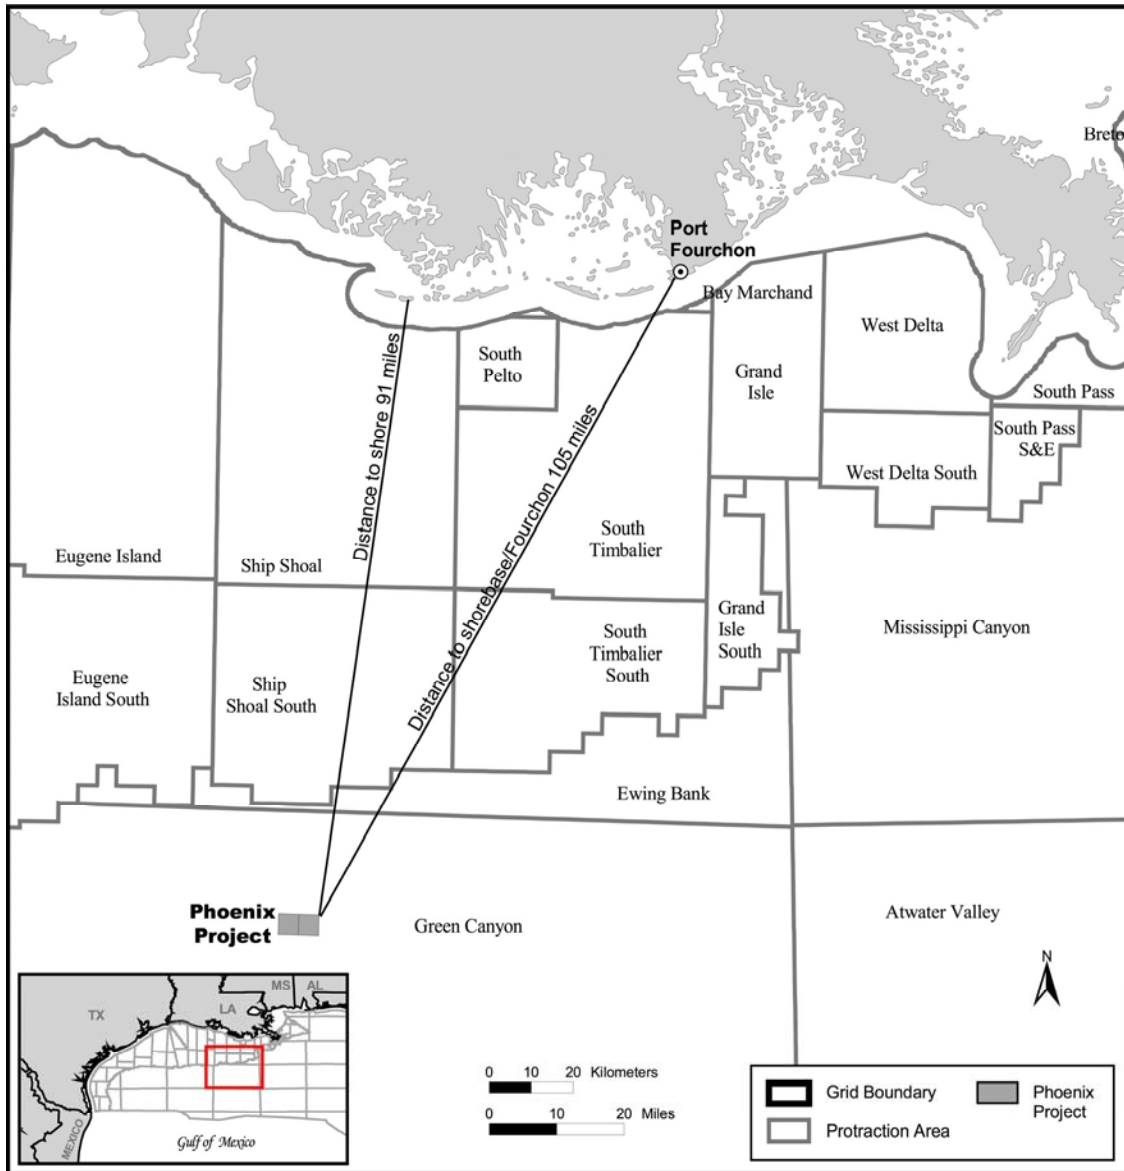 Breto
Port
Fourchon
Bay Marchand
West Delta
South
Pelto
Grand
Isle
South Pass
South Pass
S&E
West Delta South
Distance to shore 91 miles
Distance to shorebase/Fourchon 105 miles
Eugene Island
Ship Shoal
South
Timbalier
Grand
Isle
South
Mississippi Canyon
South
Timbalier
South
Eugene
Island South
Ship
Shoal South
Ewing Bank
Phoenix
Project
Green Canyon
Atwater Valley
N
MS
AL
TX
LA
MEXICO
Gulf of Mexico
0 10 20 Kilometers
0 10 20 Miles
Grid Boundary
Protraction Area
Phoenix
Project